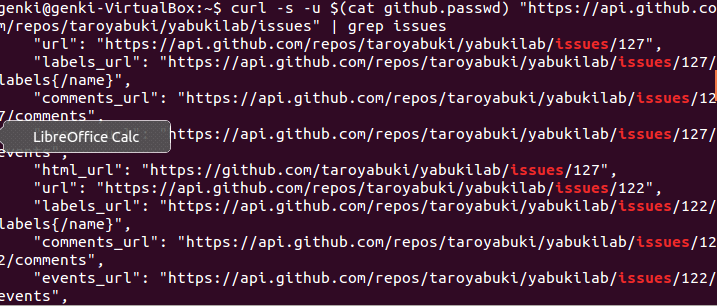 genki@genki-VirtualBox:~$ curl -s -u $(cat github.passwd) "https://api.github.co
m/repos/taroyabuki/yabukilab/issues" | grep issues
"url": "https://api.github.com/repos/taroyabuki/yabukilab/issues/127",
"labels_url": "https://api.github.com/repos/taroyabuki/yabukilab/issues/127/
labels{/name}",
"comments_url": "https://api.github.com/repos/taroyabuki/yabukilab/issues/12
7/comments",
LibreOffice Calc
https://api.github.com/repos/taroyabuki/yabukilab/issues/127/
events",
"html_url": "https://github.com/taroyabuki/yabukilab/issues/127",
"url": "https://api.github.com/repos/taroyabuki/yabukilab/issues/122",
"labels_url": "https://api.github.com/repos/taroyabuki/yabukilab/issues/122/
labels{/name}",
"comments_url": "https://api.github.com/repos/taroyabuki/yabukilab/issues/12
2/comments",
"events_url": "https://api.github.com/repos/taroyabuki/yabukilab/issues/122/
events",